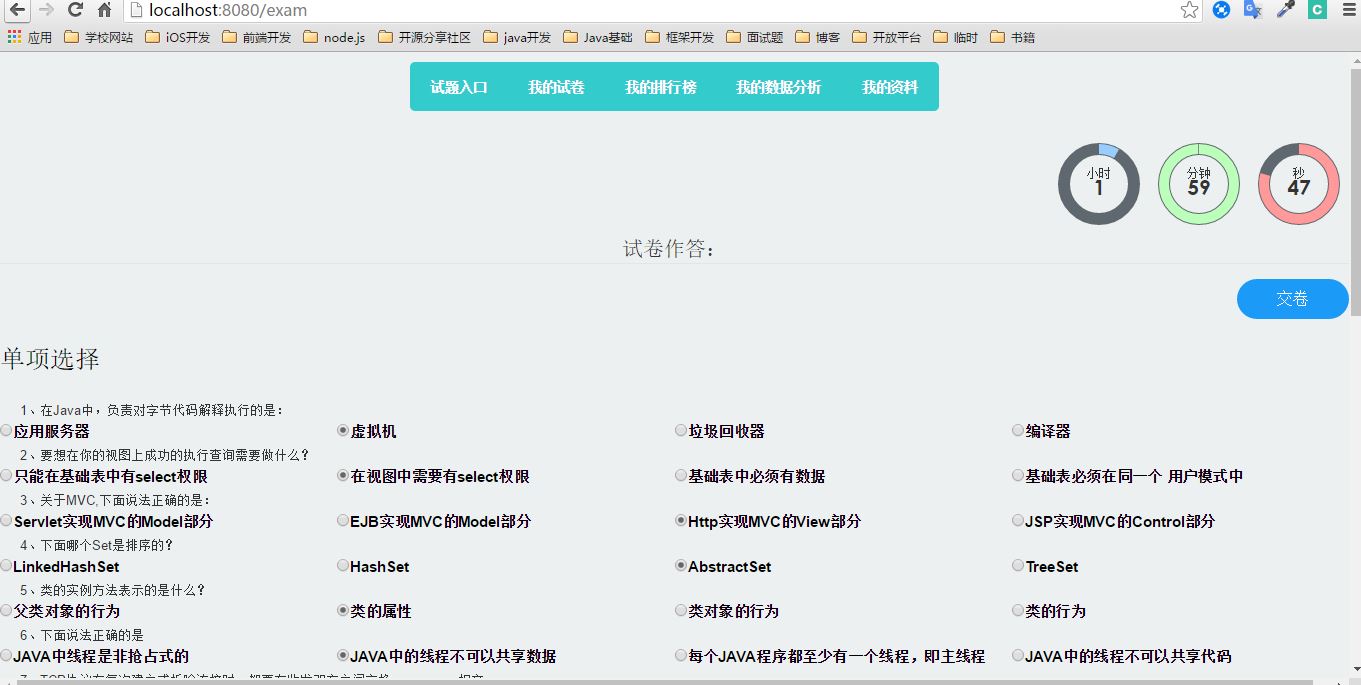 localhost:8080/exam
应用 学校网站 iOS开发 前端开发 node.js 开源分享社区 java开发 Java基础 框架开发 面试题 博客 开放平台 临时 书籍
试题入口 我的试卷 我的排行榜 我的数据分析 我的资料
小时 分钟 秒
1 59 47
试卷作答：
交卷
单项选择
1、在Java中，负责对字节代码解释执行的是：
应用服务器 虚拟机 垃圾回收器 编译器
2、要想在你的视图上成功的执行查询需要做什么？
只能在基础表中有select权限 在视图中需要有select权限 基础表中必须有数据 基础表必须在同一个 用户模式中
3、关于MVC,下面说法正确的是：
Servlet实现MVC的Model部分 EJB实现MVC的Model部分 Http实现MVC的View部分 JSP实现MVC的Control部分
4、下面哪个Set是排序的？
LinkedHashSet HashSet AbstractSet TreeSet
5、类的实例方法表示的是什么？
父类对象的行为 类的属性 类对象的行为 类的行为
6、下面说法正确的是
JAVA中线程是非抢占式的 JAVA中的线程不可以共享数据 每个JAVA程序都至少有一个线程，即主线程 JAVA中的线程不可以共享代码